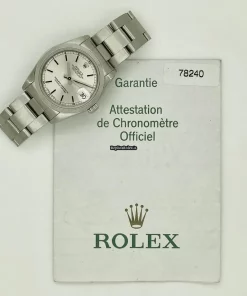 Garantie
78240
Attestation
de Chronomètre
Officiel
ROLEX